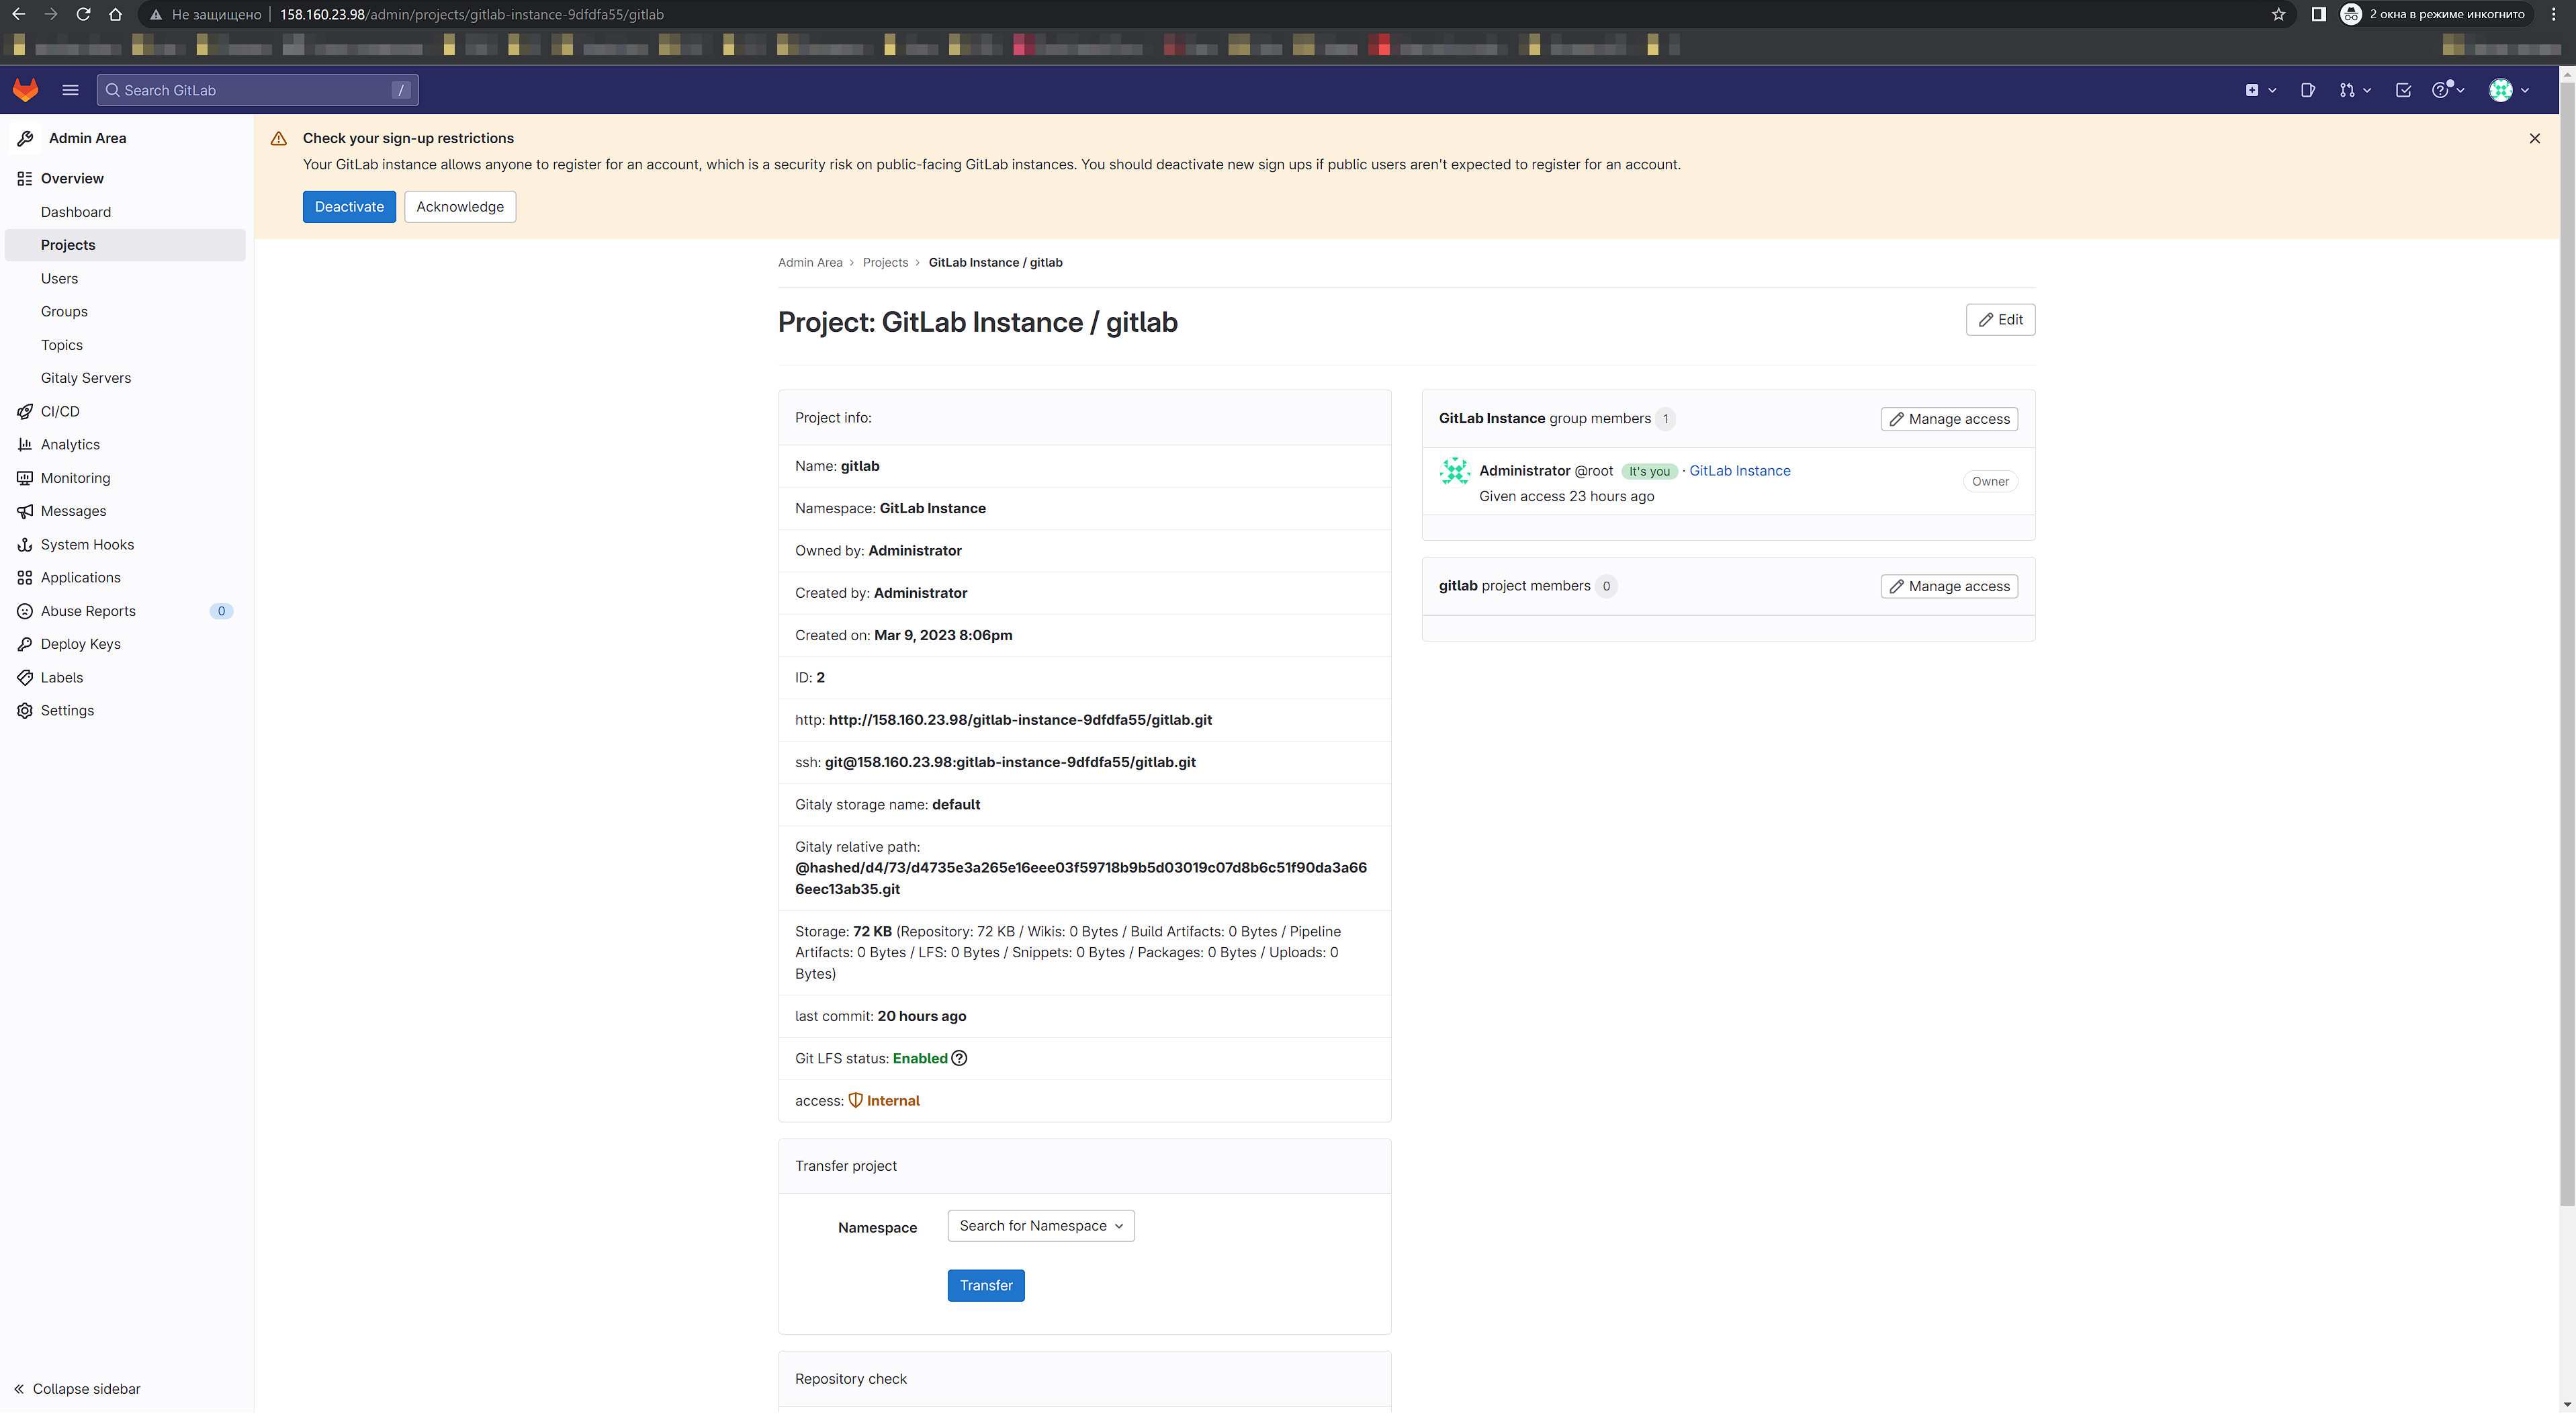 Не защищено 158.160.23.98/admin/projects/gitlab-instance-9dfdfa55/gitlab 2 окна в режиме инкогнито
Search GitLab /
Admin Area
Overview
Dashboard
Projects
Users
Groups
Topics
Gitaly Servers
CI/CD
Analytics
Monitoring
Messages
System Hooks
Applications
Abuse Reports 0
Deploy Keys
Labels
Settings
Collapse sidebar
Check your sign-up restrictions
Your GitLab instance allows anyone to register for an account, which is a security risk on public-facing GitLab instances. You should deactivate new sign ups if public users aren't expected to register for an account.
Deactivate Acknowledge
Admin Area › Projects › GitLab Instance / gitlab
Project: GitLab Instance / gitlab Edit
Project info:
Name: gitlab
Namespace: GitLab Instance
Owned by: Administrator
Created by: Administrator
Created on: Mar 9, 2023 8:06pm
ID: 2
http: http://158.160.23.98/gitlab-instance-9dfdfa55/gitlab.git
ssh: git@158.160.23.98:gitlab-instance-9dfdfa55/gitlab.git
Gitaly storage name: default
Gitaly relative path:
@hashed/d4/73/d4735e3a265e16eee03f59718b9b5d03019c07d8b6c51f90da3a66
6eec13ab35.git
Storage: 72 KB (Repository: 72 KB / Wikis: 0 Bytes / Build Artifacts: 0 Bytes / Pipeline
Artifacts: 0 Bytes / LFS: 0 Bytes / Snippets: 0 Bytes / Packages: 0 Bytes / Uploads: 0
Bytes)
last commit: 20 hours ago
Git LFS status: Enabled
access: Internal
Transfer project
Namespace Search for Namespace
Transfer
Repository check
GitLab Instance group members 1 Manage access
Administrator @root It's you · GitLab Instance
Given access 23 hours ago
Owner
gitlab project members 0 Manage access